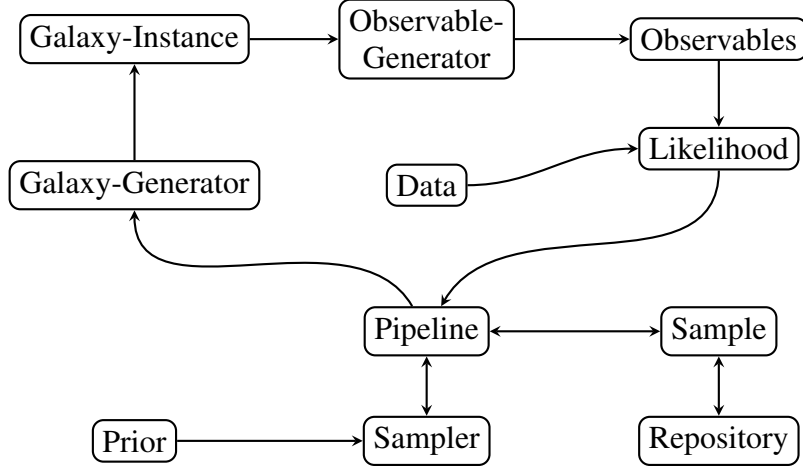 Galaxy-Instance
Observable-
Generator
Observables
Galaxy-Generator
Data
Likelihood
Pipeline
Sample
Prior
Sampler
Repository